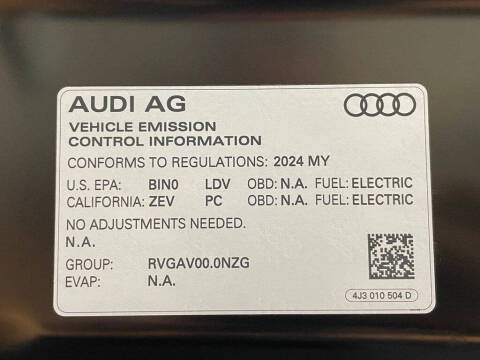 AUDI AG
VEHICLE EMISSION
CONTROL INFORMATION
CONFORMS TO REGULATIONS: 2024 MY
U.S. EPA: BIN0 LDV OBD: N.A. FUEL: ELECTRIC
CALIFORNIA: ZEV PC OBD: N.A. FUEL: ELECTRIC
NO ADJUSTMENTS NEEDED.
N.A.
GROUP: RVGAV00.0NZG
EVAP: N.A.
4J3 010 504 D